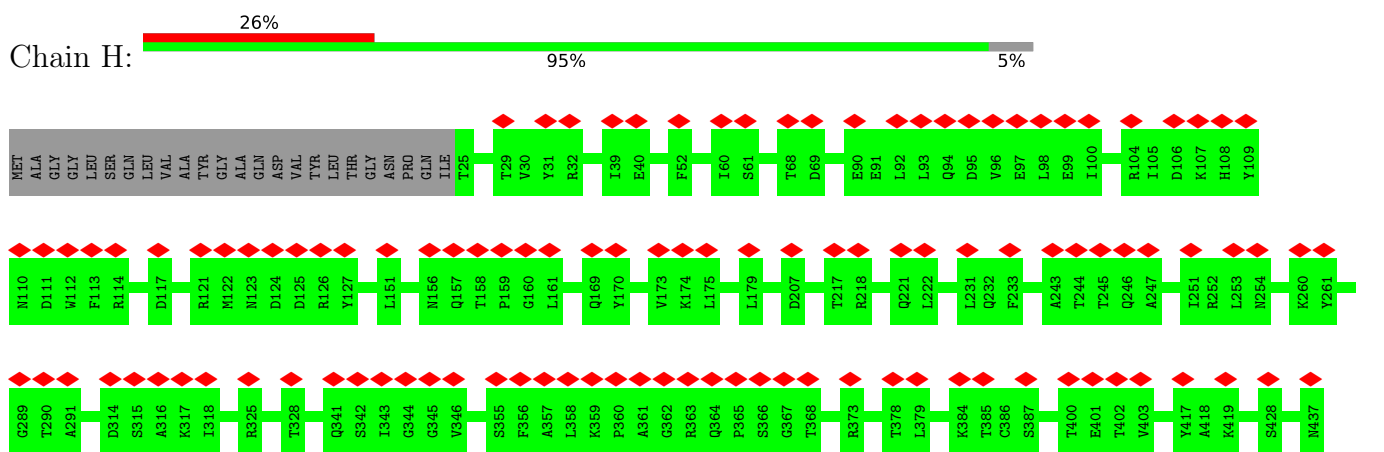 26%
Chain H:
95% 5%
MET ALA GLY GLY LEU SER GLN LEU VAL ALA TYR GLY ALA GLN ASP VAL TYR LEU THR GLY ASN PRO GLN ILE T25 T29 V30 Y31 R32 I39 E40 F52 I60 S61 T68 D69 E90 E91 L92 L93 Q94 D95 V96 E97 L98 E99 I100 R104 I105 D106 K107 H108 Y109
N110 D111 W112 F113 R114 D117 R121 M122 N123 D124 D125 R126 Y127 L151 N156 Q157 T158 P159 G160 L161 Q169 Y170 V173 K174 L175 L179 D207 T217 R218 Q221 L222 L231 Q232 F233 A243 T244 T245 Q246 A247 I251 R252 L253 N254 K260 Y261
G289 T290 A291 D314 S315 A316 K317 I318 R325 T328 Q341 S342 I343 G344 G345 V346 S355 F356 A357 L358 K359 P360 A361 G362 R363 Q364 P365 S366 G367 T368 R373 T378 L379 K384 T385 C386 S387 T400 E401 T402 V403 Y417 A418 K419 S428 N437